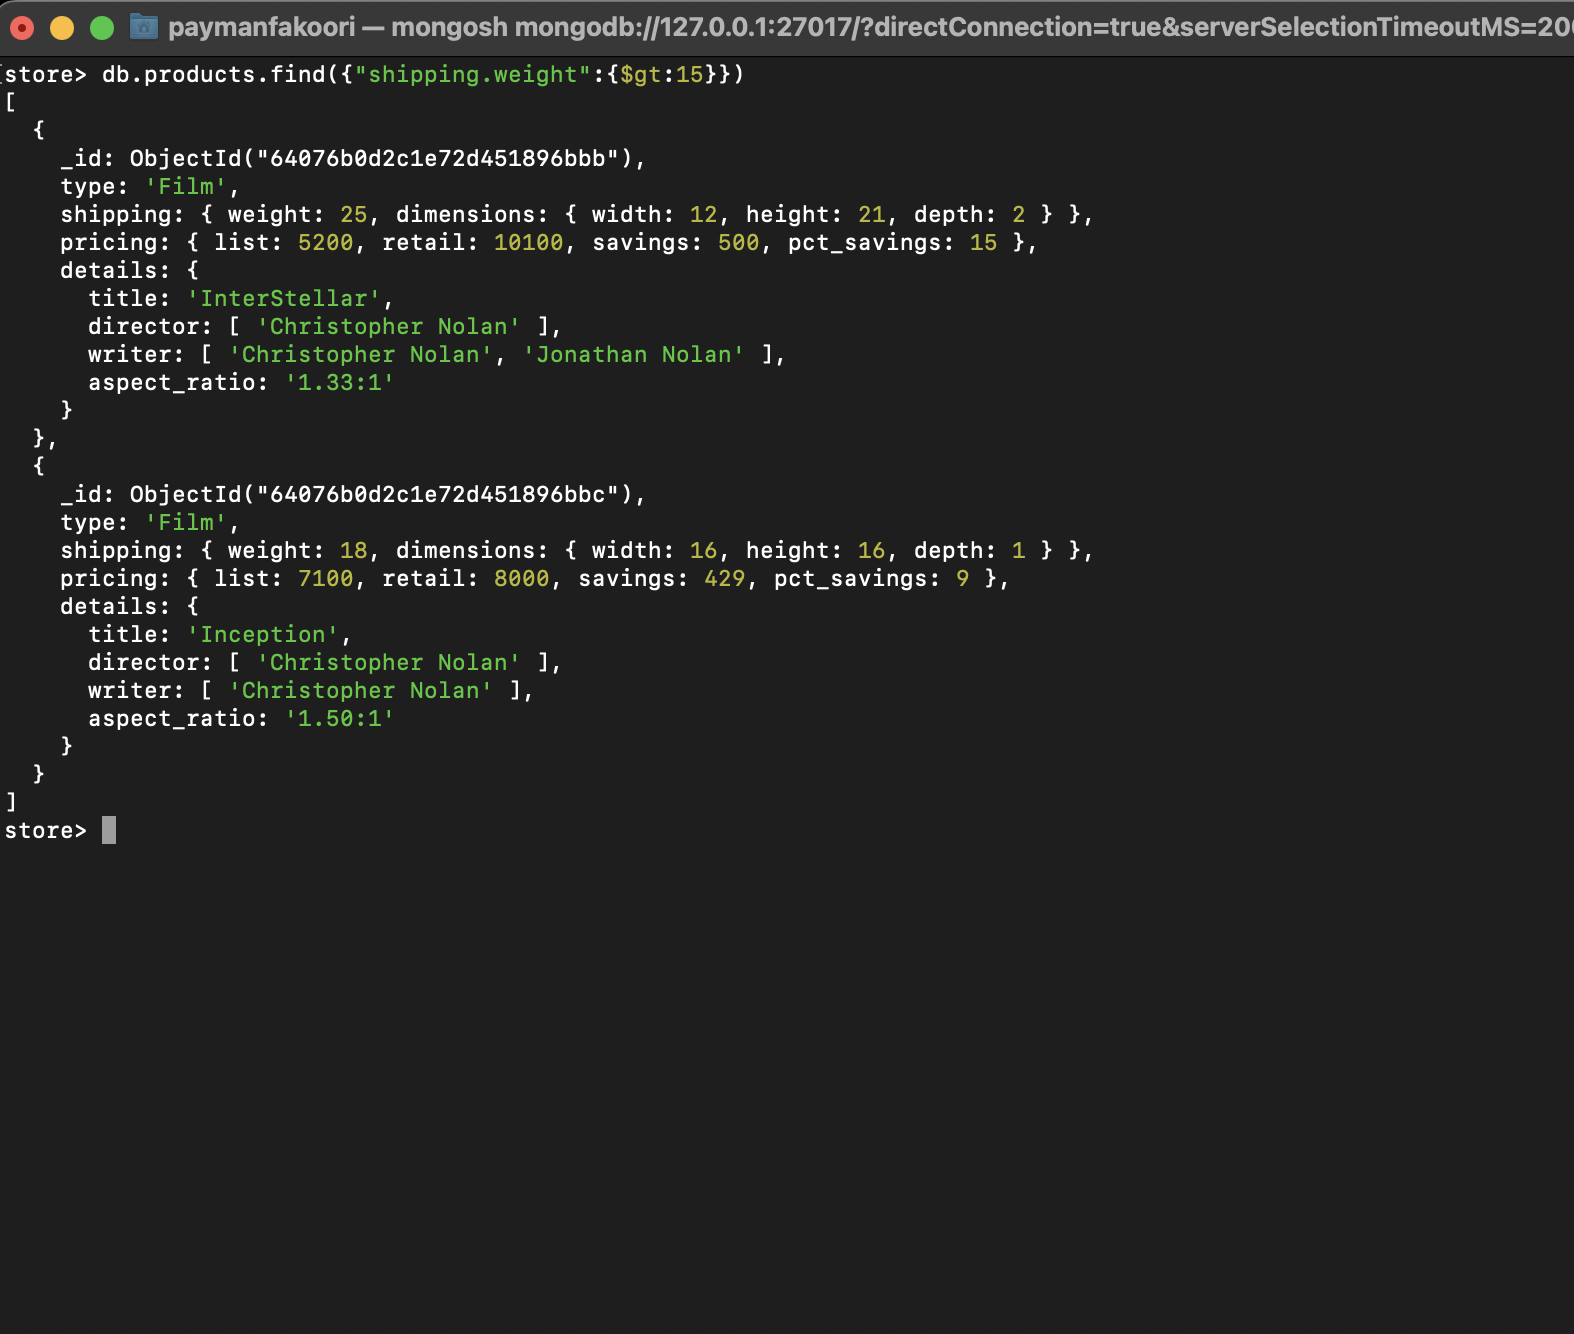 paymanfakoori — mongosh mongodb://127.0.0.1:27017/?directConnection=true&serverSelectionTimeoutMS=200
store> db.products.find({"shipping.weight":{$gt:15}})
[
  {
    _id: ObjectId("64076b0d2c1e72d451896bbb"),
    type: 'Film',
    shipping: { weight: 25, dimensions: { width: 12, height: 21, depth: 2 } },
    pricing: { list: 5200, retail: 10100, savings: 500, pct_savings: 15 },
    details: {
      title: 'InterStellar',
      director: [ 'Christopher Nolan' ],
      writer: [ 'Christopher Nolan', 'Jonathan Nolan' ],
      aspect_ratio: '1.33:1'
    }
  },
  {
    _id: ObjectId("64076b0d2c1e72d451896bbc"),
    type: 'Film',
    shipping: { weight: 18, dimensions: { width: 16, height: 16, depth: 1 } },
    pricing: { list: 7100, retail: 8000, savings: 429, pct_savings: 9 },
    details: {
      title: 'Inception',
      director: [ 'Christopher Nolan' ],
      writer: [ 'Christopher Nolan' ],
      aspect_ratio: '1.50:1'
    }
  }
]
store>